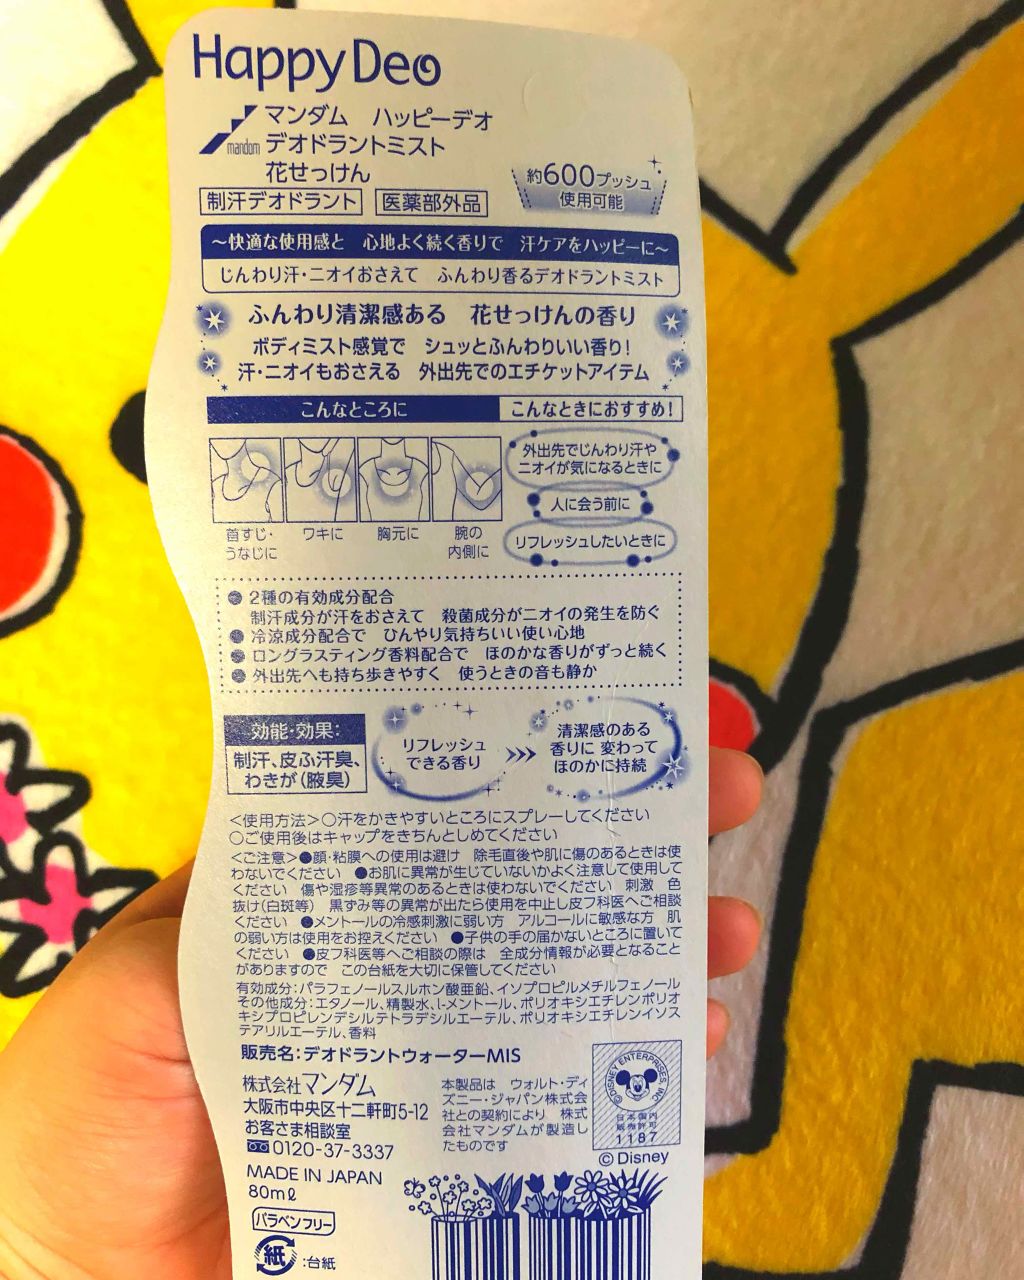 Happy Deo
mandom
マンダム　ハッピーデオ
デオドラントミスト
花せっけん
制汗デオドラント　医薬部外品
約600プッシュ
使用可能
～快適な使用感と　心地よく続く香りで　汗ケアをハッピーに～
じんわり汗・ニオイおさえて　ふんわり香るデオドラントミスト
ふんわり清潔感ある　花せっけんの香り
ボディミスト感覚で　シュッとふんわりいい香り!
汗・ニオイもおさえる　外出先でのエチケットアイテム
こんなところに
首すじ・
うなじに
ワキに
胸元に
腕の
内側に
こんなときにおすすめ!
外出先でじんわり汗や
ニオイが気になるときに
人に会う前に
リフレッシュしたいときに
●2種の有効成分配合
制汗成分が汗をおさえて　殺菌成分がニオイの発生を防ぐ
●冷涼成分配合で　ひんやり気持ちいい使い心地
●ロングラスティング香料配合で　ほのかな香りがずっと続く
●外出先へも持ち歩きやすく　使うときの音も静か
効能・効果:
制汗、皮ふ汗臭、
わきが(腋臭)
リフレッシュ
できる香り
>>>
清潔感のある
香りに 変わって
ほのかに持続
＜使用方法＞○汗をかきやすいところにスプレーしてください
○ご使用後はキャップをきちんとしめてください
＜ご注意＞●顔・粘膜への使用は避け　除毛直後や肌に傷のあるときは使
わないでください　●お肌に異常が生じていないかよく注意して使用して
ください　傷や湿疹等異常のあるときは使わないでください　刺激　色
抜け(白斑等)　黒ずみ等の異常が出たら使用を中止し皮フ科医へご相談
ください　●メントールの冷感刺激に弱い方　アルコールに敏感な方　肌
の弱い方は使用をお控えください　●子供の手の届かないところに置いて
ください　●皮フ科医等へご相談の際は　全成分情報が必要となること
がありますので　この台紙を大切に保管してください
有効成分:パラフェノールスルホン酸亜鉛、イソプロピルメチルフェノール
その他成分:エタノール、精製水、l-メントール、ポリオキシエチレンポリオ
キシプロピレンデシルテトラデシルエーテル、ポリオキシエチレンイソス
テアリルエーテル、香料
販売名:デオドラントウォーターMIS
株式会社マンダム
大阪市中央区十二軒町5-12
お客さま相談室
0120-37-3337
MADE IN JAPAN
80mℓ
パラベンフリー
紙:台紙
本製品は　ウォルト・ディ
ズニー・ジャパン株式会
社との契約により　株式
会社マンダムが製造し
たものです
©DISNEY ENTERPRISES, INC.
日本国内
販売許可
1187
©Disney